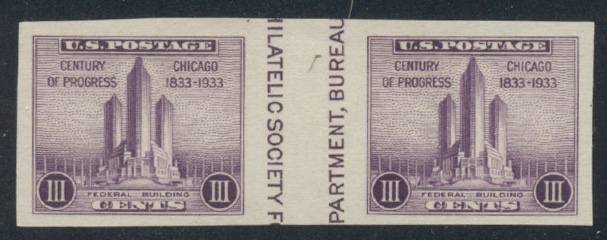 U.S. POSTAGE
CENTURY OF PROGRESS
CHICAGO 1833-1933
FEDERAL BUILDING
III CENTS III
HILATELIC SOCIETY F
PARTMENT, BUREAU
U.S. POSTAGE
CENTURY OF PROGRESS
CHICAGO 1833-1933
FEDERAL BUILDING
III CENTS III